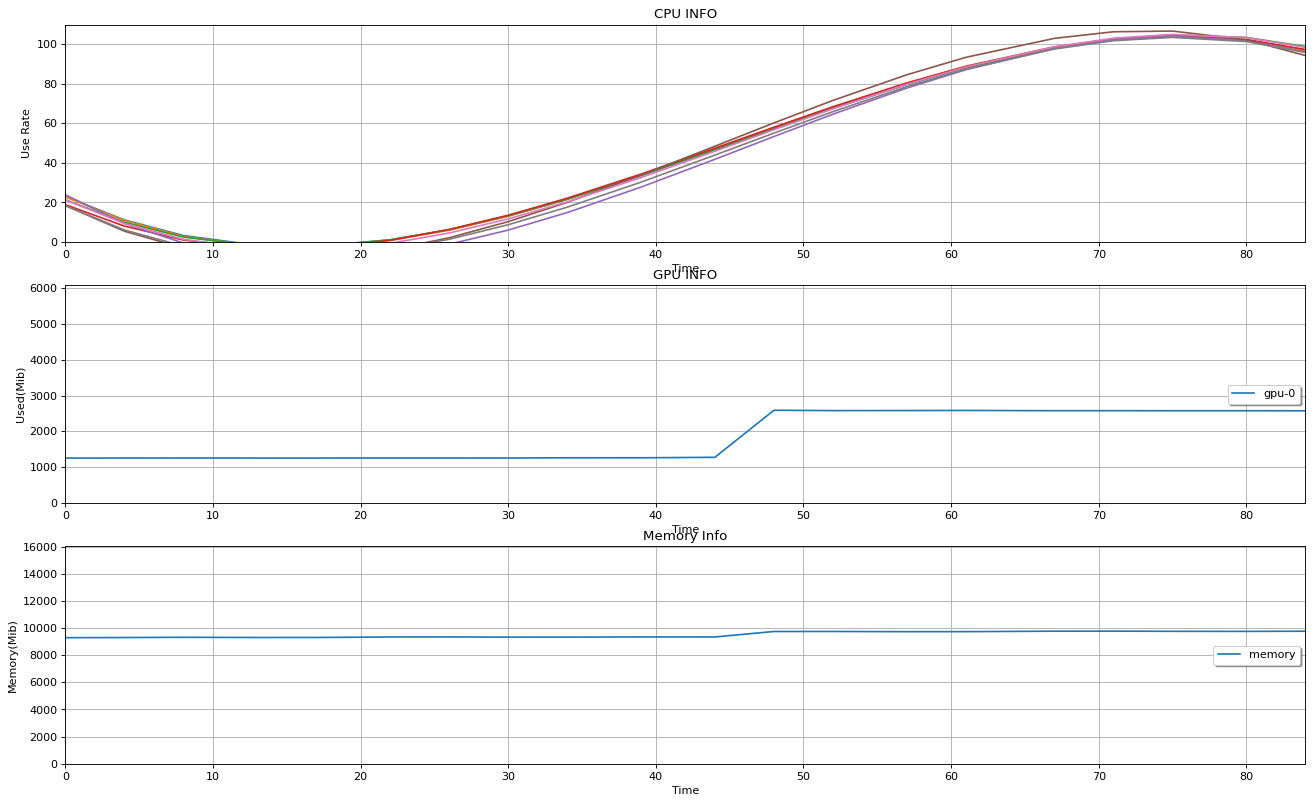 CPU INFO
100
80
60
40
20
0
Use Rate
0 10 20 30 40 50 60 70 80
Time
GPU INFO
6000
5000
4000
3000
2000
1000
0
Used(Mib)
gpu-0
0 10 20 30 40 50 60 70 80
Time
Memory Info
16000
14000
12000
10000
8000
6000
4000
2000
0
Memory(Mib)
memory
0 10 20 30 40 50 60 70 80
Time